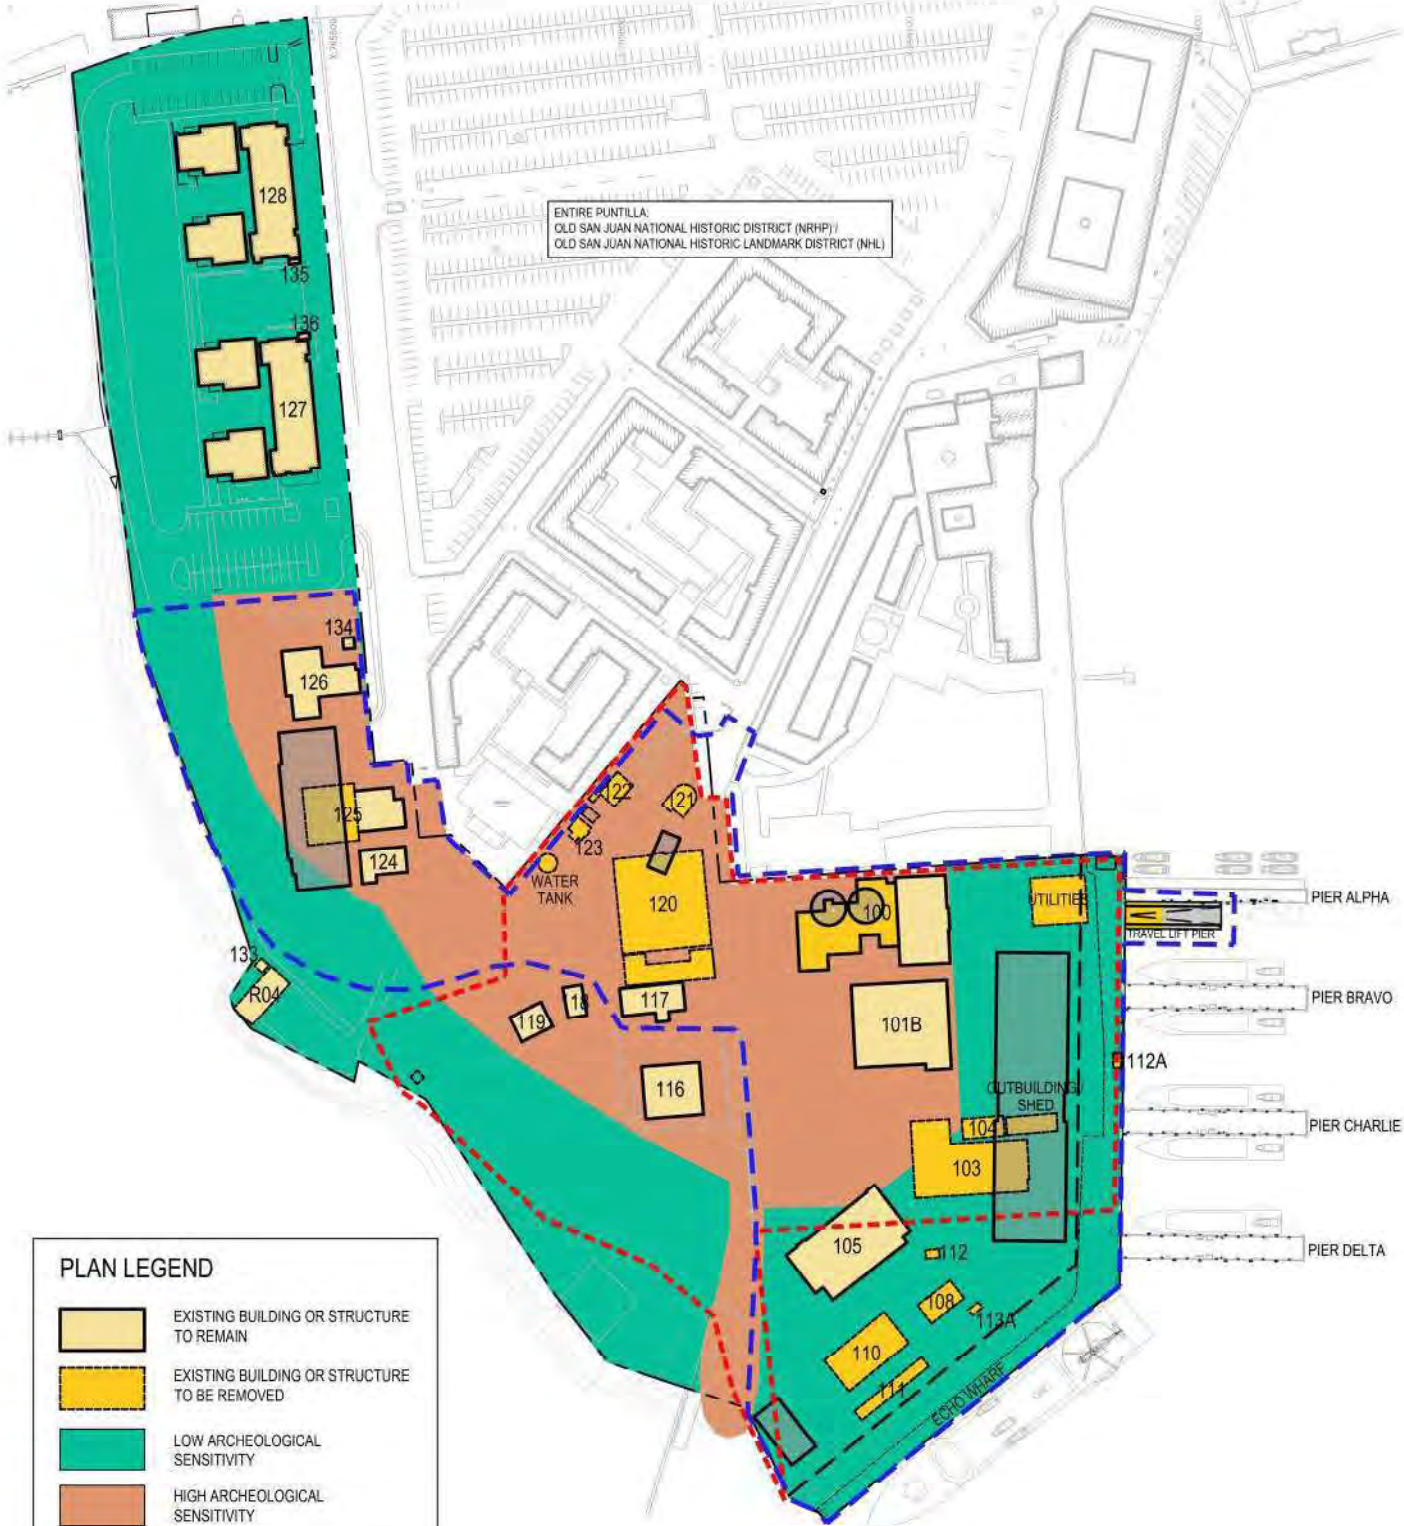 ENTIRE PUNTILLA:
OLD SAN JUAN NATIONAL HISTORIC DISTRICT (NRHP) /
OLD SAN JUAN NATIONAL HISTORIC LANDMARK DISTRICT (NHL)
128
135
136
127
134
126
125
124
122
121
123
WATER
TANK
120
100
UTILITIES
PIER ALPHA
TRAVEL LIFT PIER
133
R04
119
18
117
101B
PIER BRAVO
112A
116
OUTBUILDING/
SHED
104
PIER CHARLIE
103
105
112
PIER DELTA
108
113A
110
111
ECHO WHARF
PLAN LEGEND
EXISTING BUILDING OR STRUCTURE
TO REMAIN
EXISTING BUILDING OR STRUCTURE
TO BE REMOVED
LOW ARCHEOLOGICAL
SENSITIVITY
HIGH ARCHEOLOGICAL
SENSITIVITY